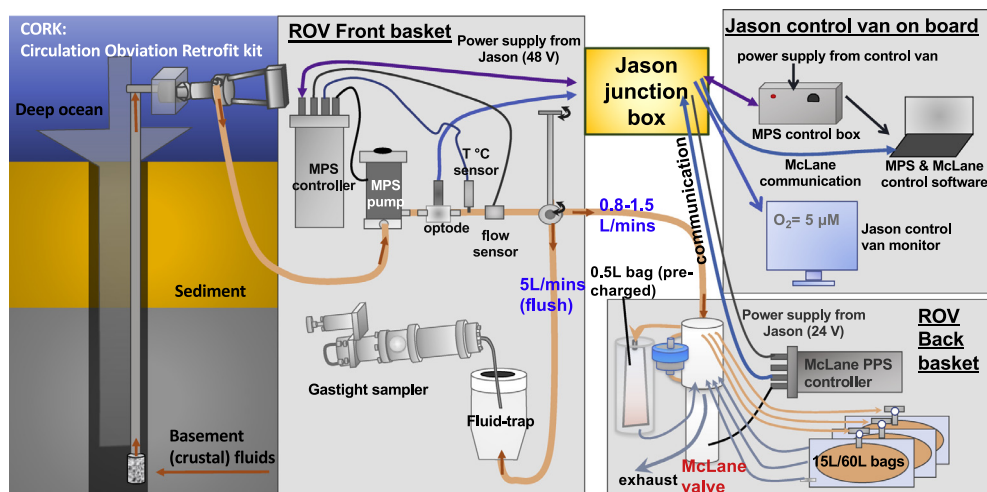 CORK:
Circulation Obviation Retrofit kit
Deep ocean
Sediment
Basement
(crustal) fluids
ROV Front basket
Power supply from
Jason (48 V)
MPS
controller
MPS
pump
T °C
sensor
optode
flow
sensor
5L/mins
(flush)
0.8-1.5
L/mins
Gastight sampler
Fluid-trap
Jason
junction
box
communication
Jason control van on board
power supply from control van
MPS control box
McLane
communication
MPS & McLane
control software
O₂= 5 µM
Jason control
van monitor
0.5L bag (pre-
charged)
Power supply from
Jason (24 V)
ROV
Back
basket
McLane PPS
controller
15L/60L bags
exhaust
McLane
valve